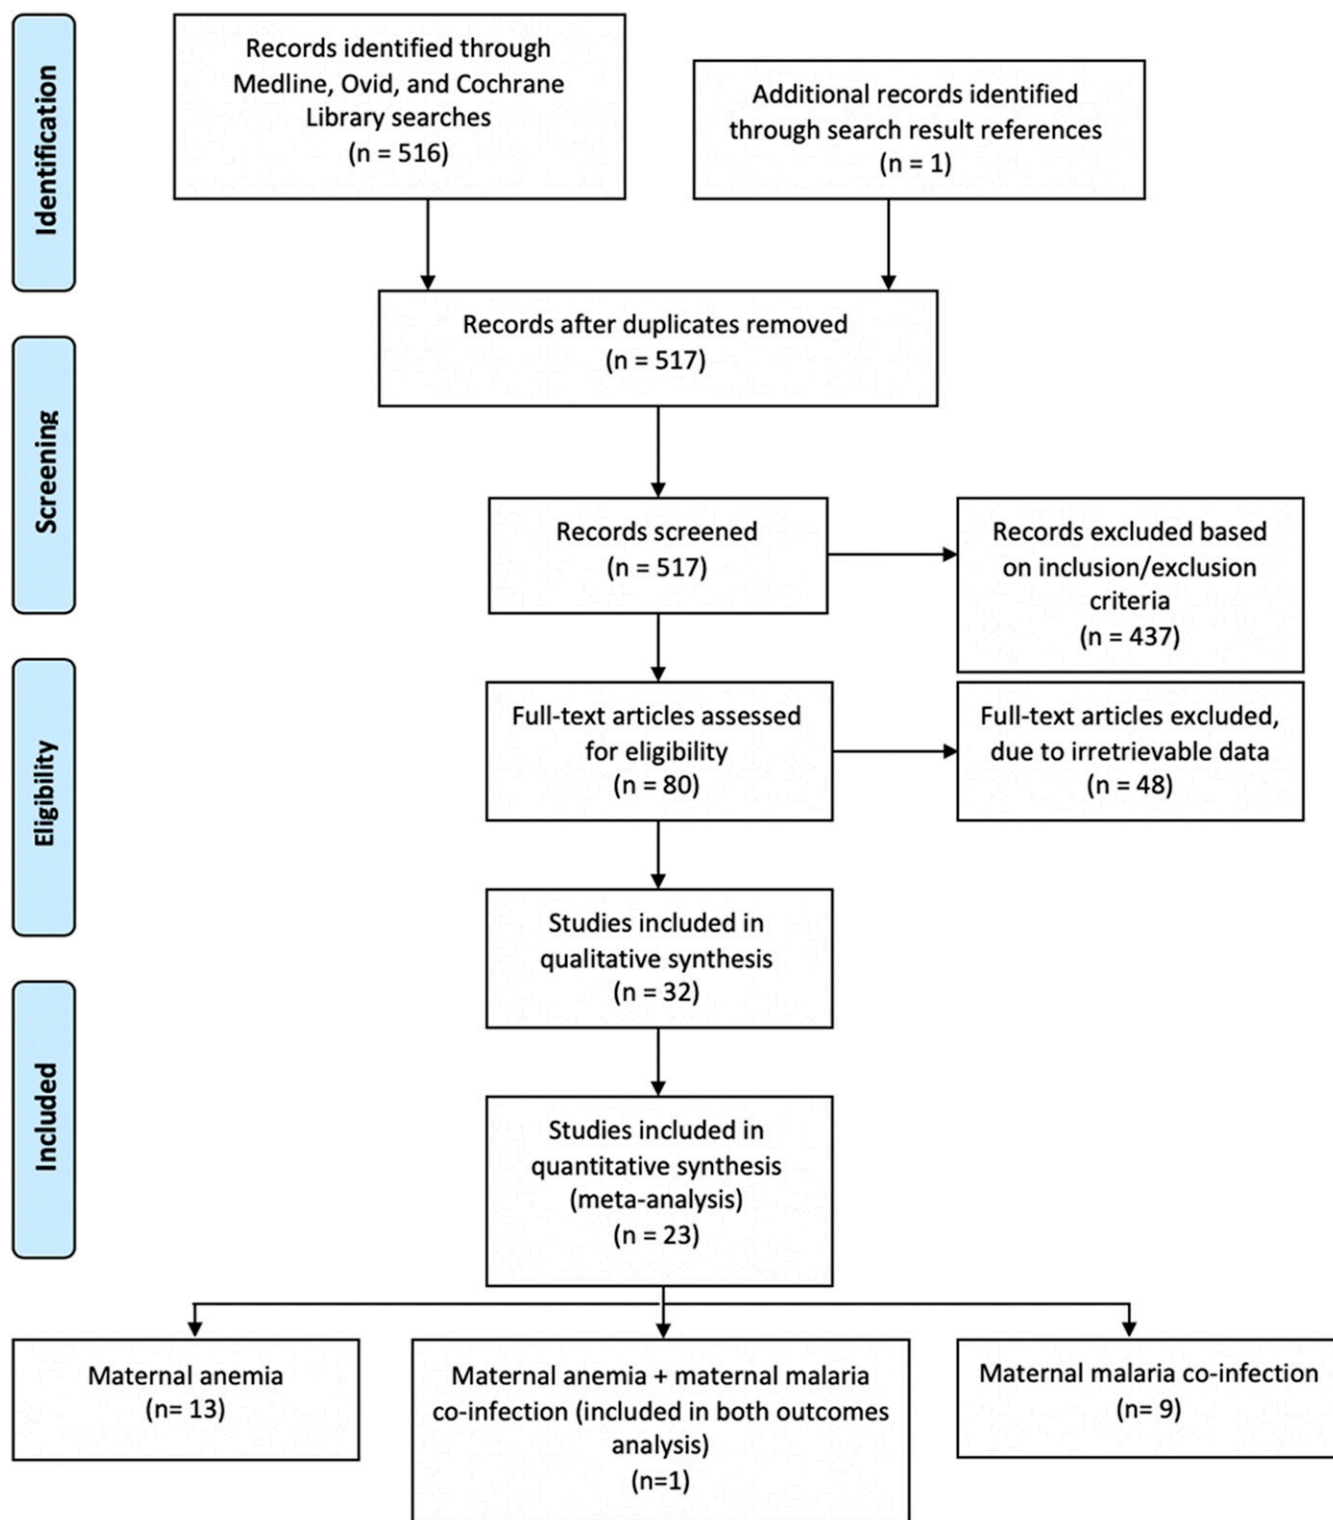 Identification
Records identified through
Medline, Ovid, and Cochrane
Library searches
(n = 516)
Additional records identified
through search result references
(n = 1)
Records after duplicates removed
(n = 517)
Screening
Records screened
(n = 517)
Records excluded based
on inclusion/exclusion
criteria
(n = 437)
Eligibility
Full-text articles assessed
for eligibility
(n = 80)
Full-text articles excluded,
due to irretrievable data
(n = 48)
Studies included in
qualitative synthesis
(n = 32)
Included
Studies included in
quantitative synthesis
(meta-analysis)
(n = 23)
Maternal anemia
(n= 13)
Maternal anemia + maternal malaria
co-infection (included in both outcomes
analysis)
(n=1)
Maternal malaria co-infection
(n= 9)